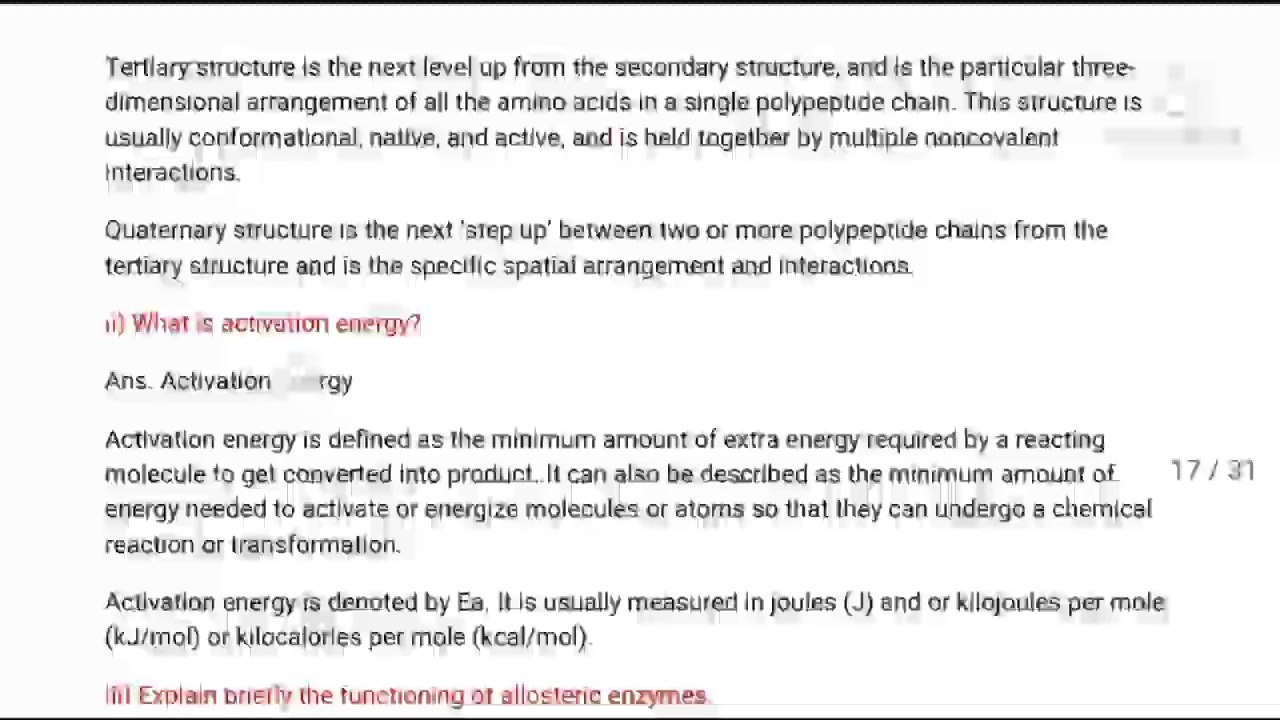 Tertiary structure is the next level up from the secondary structure, and is the particular three-
dimensional arrangement of all the amino acids in a single polypeptide chain. This structure is
usually conformational, native, and active, and is held together by multiple noncovalent
interactions.
Quaternary structure is the next 'step up' between two or more polypeptide chains from the
tertiary structure and is the specific spatial arrangement and interactions.
ii) What is activation energy?
Ans. Activation
Activation energy is defined as the minimum amount of extra energy required by a reacting
molecule to get converted into product. It can also be described as the minimum amount of
energy needed to activate or energize molecules or atoms so that they can undergo a chemical
reaction or transformation.
17 / 31
Activation energy is denoted by Ea. It is usually measured in joules (J) and or kilojoules per mole
(kJ/mol) or kilocalories per mole (kcal/mol).
iii) Explain briefly the functioning of allosteric enzymes.